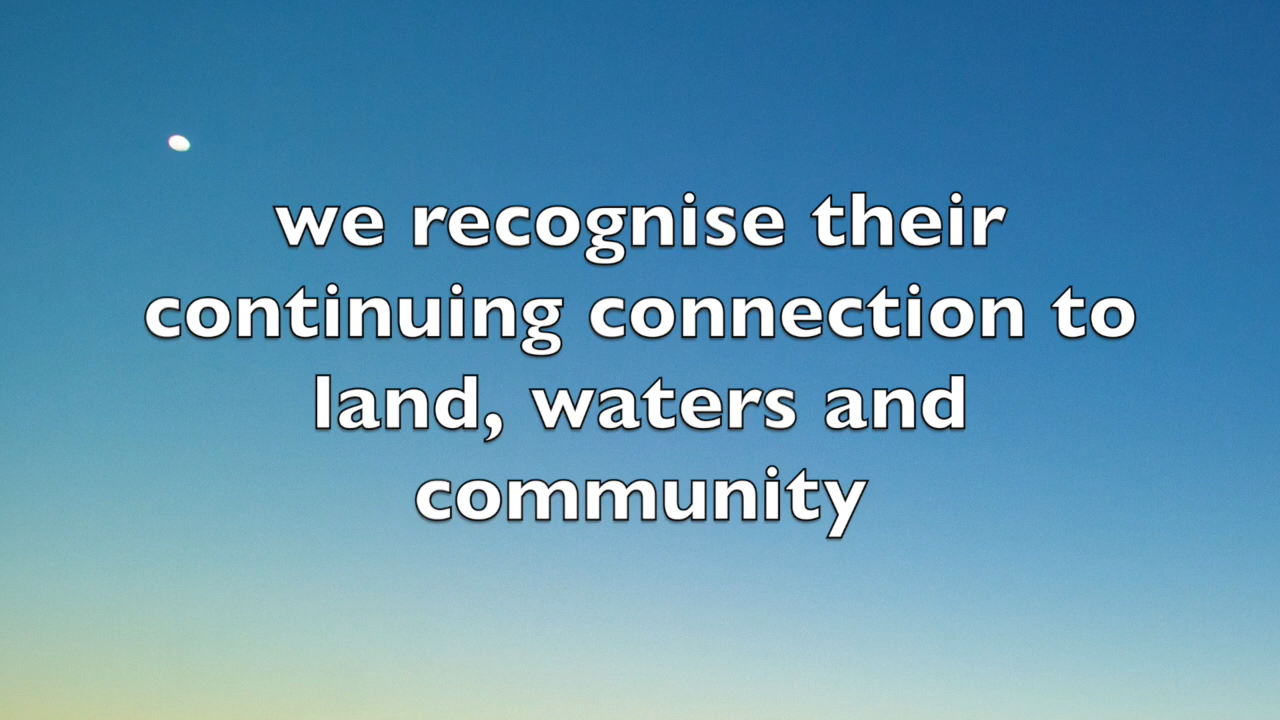 we recognise their
continuing connection to
land, waters and
community